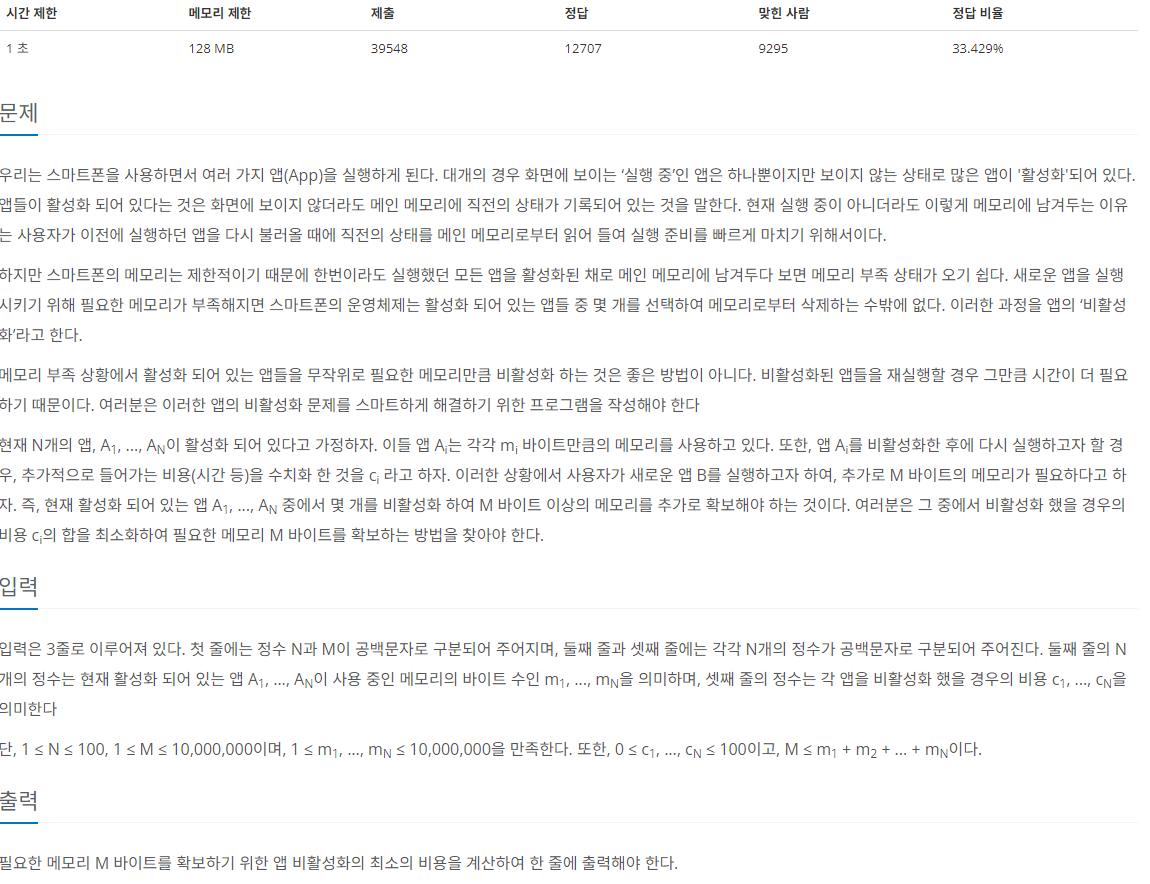 시간 제한 메모리 제한 제출 정답 맞힌 사람 정답 비율
1 초 128 MB 39548 12707 9295 33.429%
문제
우리는 스마트폰을 사용하면서 여러 가지 앱(App)을 실행하게 된다. 대개의 경우 화면에 보이는 ‘실행 중’인 앱은 하나뿐이지만 보이지 않는 상태로 많은 앱이 '활성화'되어 있다.
앱들이 활성화 되어 있다는 것은 화면에 보이지 않더라도 메인 메모리에 직전의 상태가 기록되어 있는 것을 말한다. 현재 실행 중이 아니더라도 이렇게 메모리에 남겨두는 이유
는 사용자가 이전에 실행하던 앱을 다시 불러올 때에 직전의 상태를 메인 메모리로부터 읽어 들여 실행 준비를 빠르게 마치기 위해서이다.
하지만 스마트폰의 메모리는 제한적이기 때문에 한번이라도 실행했던 모든 앱을 활성화된 채로 메인 메모리에 남겨두다 보면 메모리 부족 상태가 오기 쉽다. 새로운 앱을 실행
시키기 위해 필요한 메모리가 부족해지면 스마트폰의 운영체제는 활성화 되어 있는 앱들 중 몇 개를 선택하여 메모리로부터 삭제하는 수밖에 없다. 이러한 과정을 앱의 ‘비활성
화’라고 한다.
메모리 부족 상황에서 활성화 되어 있는 앱들을 무작위로 필요한 메모리만큼 비활성화 하는 것은 좋은 방법이 아니다. 비활성화된 앱들을 재실행할 경우 그만큼 시간이 더 필요
하기 때문이다. 여러분은 이러한 앱의 비활성화 문제를 스마트하게 해결하기 위한 프로그램을 작성해야 한다
현재 N개의 앱, A1, ..., AN이 활성화 되어 있다고 가정하자. 이들 앱 Ai는 각각 mi 바이트만큼의 메모리를 사용하고 있다. 또한, 앱 Ai를 비활성화한 후에 다시 실행하고자 할 경
우, 추가적으로 들어가는 비용(시간 등)을 수치화 한 것을 ci 라고 하자. 이러한 상황에서 사용자가 새로운 앱 B를 실행하고자 하여, 추가로 M 바이트의 메모리가 필요하다고 하
자. 즉, 현재 활성화 되어 있는 앱 A1, ..., AN 중에서 몇 개를 비활성화 하여 M 바이트 이상의 메모리를 추가로 확보해야 하는 것이다. 여러분은 그 중에서 비활성화 했을 경우의
비용 ci의 합을 최소화하여 필요한 메모리 M 바이트를 확보하는 방법을 찾아야 한다.
입력
입력은 3줄로 이루어져 있다. 첫 줄에는 정수 N과 M이 공백문자로 구분되어 주어지며, 둘째 줄과 셋째 줄에는 각각 N개의 정수가 공백문자로 구분되어 주어진다. 둘째 줄의 N
개의 정수는 현재 활성화 되어 있는 앱 A1, ..., AN이 사용 중인 메모리의 바이트 수인 m1, ..., mN을 의미하며, 셋째 줄의 정수는 각 앱을 비활성화 했을 경우의 비용 c1, ..., cN을
의미한다
단, 1 ≤ N ≤ 100, 1 ≤ M ≤ 10,000,000이며, 1 ≤ m1, ..., mN ≤ 10,000,000을 만족한다. 또한, 0 ≤ c1, ..., cN ≤ 100이고, M ≤ m1 + m2 + ... + mN이다.
출력
필요한 메모리 M 바이트를 확보하기 위한 앱 비활성화의 최소의 비용을 계산하여 한 줄에 출력해야 한다.